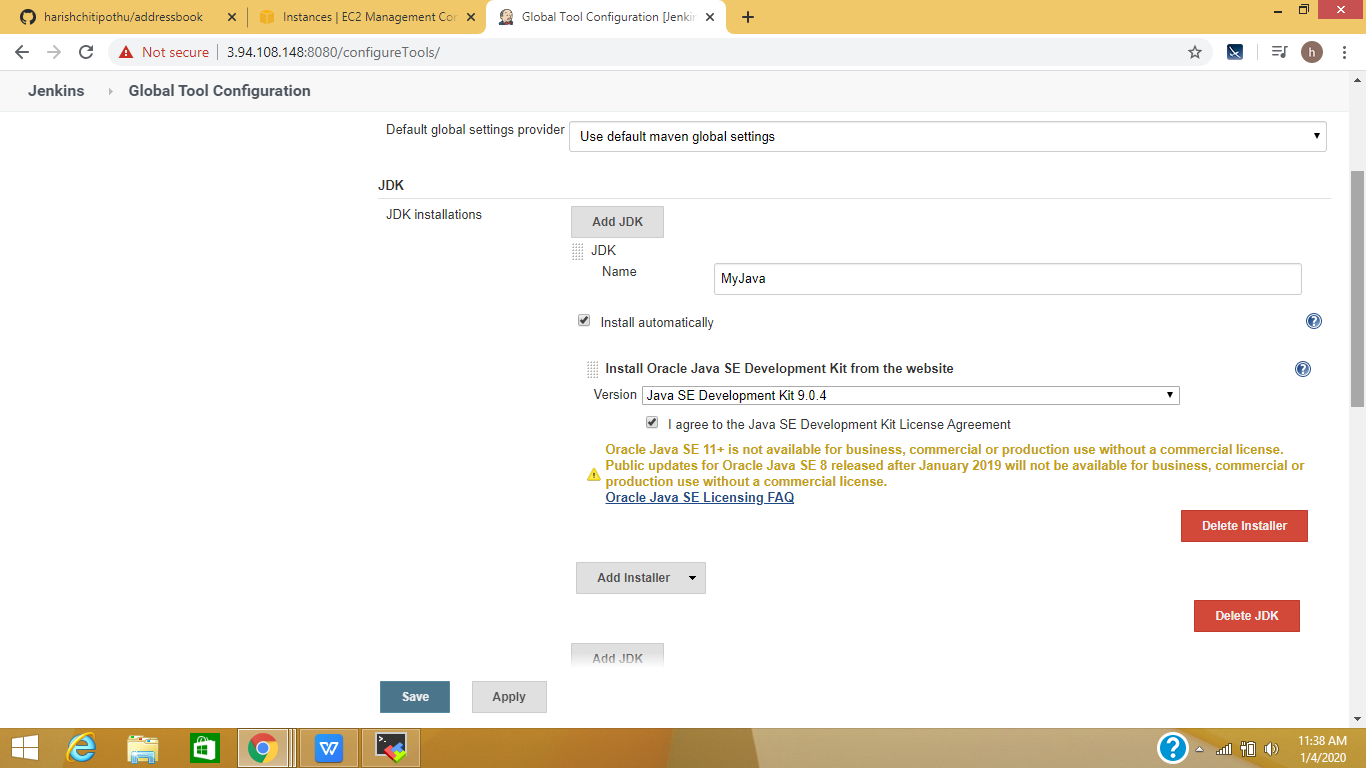 harishchitipothu/addressbook
Instances | EC2 Management Con
Global Tool Configuration [Jenkin
Not secure
3.94.108.148:8080/configureTools/
h
Jenkins
Global Tool Configuration
Default global settings provider
Use default maven global settings
JDK
JDK installations
Add JDK
JDK
Name
MyJava
Install automatically
Install Oracle Java SE Development Kit from the website
Version
Java SE Development Kit 9.0.4
I agree to the Java SE Development Kit License Agreement
Oracle Java SE 11+ is not available for business, commercial or production use without a commercial license.
Public updates for Oracle Java SE 8 released after January 2019 will not be available for business, commercial or
production use without a commercial license.
Oracle Java SE Licensing FAQ
Delete Installer
Add Installer
Delete JDK
Add JDK
Save
Apply
11:38 AM
1/4/2020